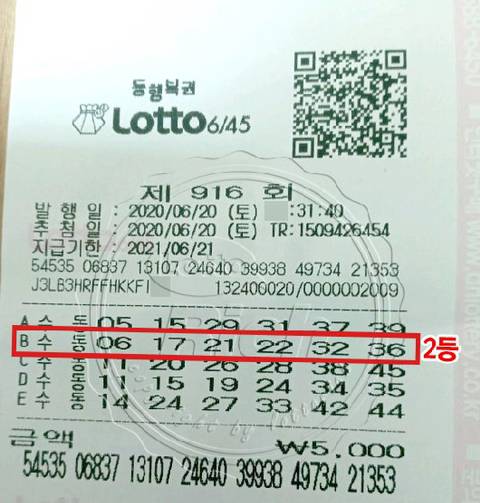 동행복권
Lotto 6/45
제 916 회
발 행 일 : 2020/06/20 (토) :31:40
추 첨 일 : 2020/06/20 (토) TR:1509426454
지급기한 : 2021/06/21
54535 06837 13107 24640 39938 49734 21353
J3LB3HRFFHKKFI 132400020/0000002009
A 수 동 05 15 29 31 37 39
B 수 동 06 17 21 22 32 36 2등
C 수 동 11 20 26 28 38 45
D 수 동 11 15 19 24 34 35
E 수 동 14 24 27 33 42 44
금 액 ₩5,000
54535 06837 13107 24640 39938 49734 21353